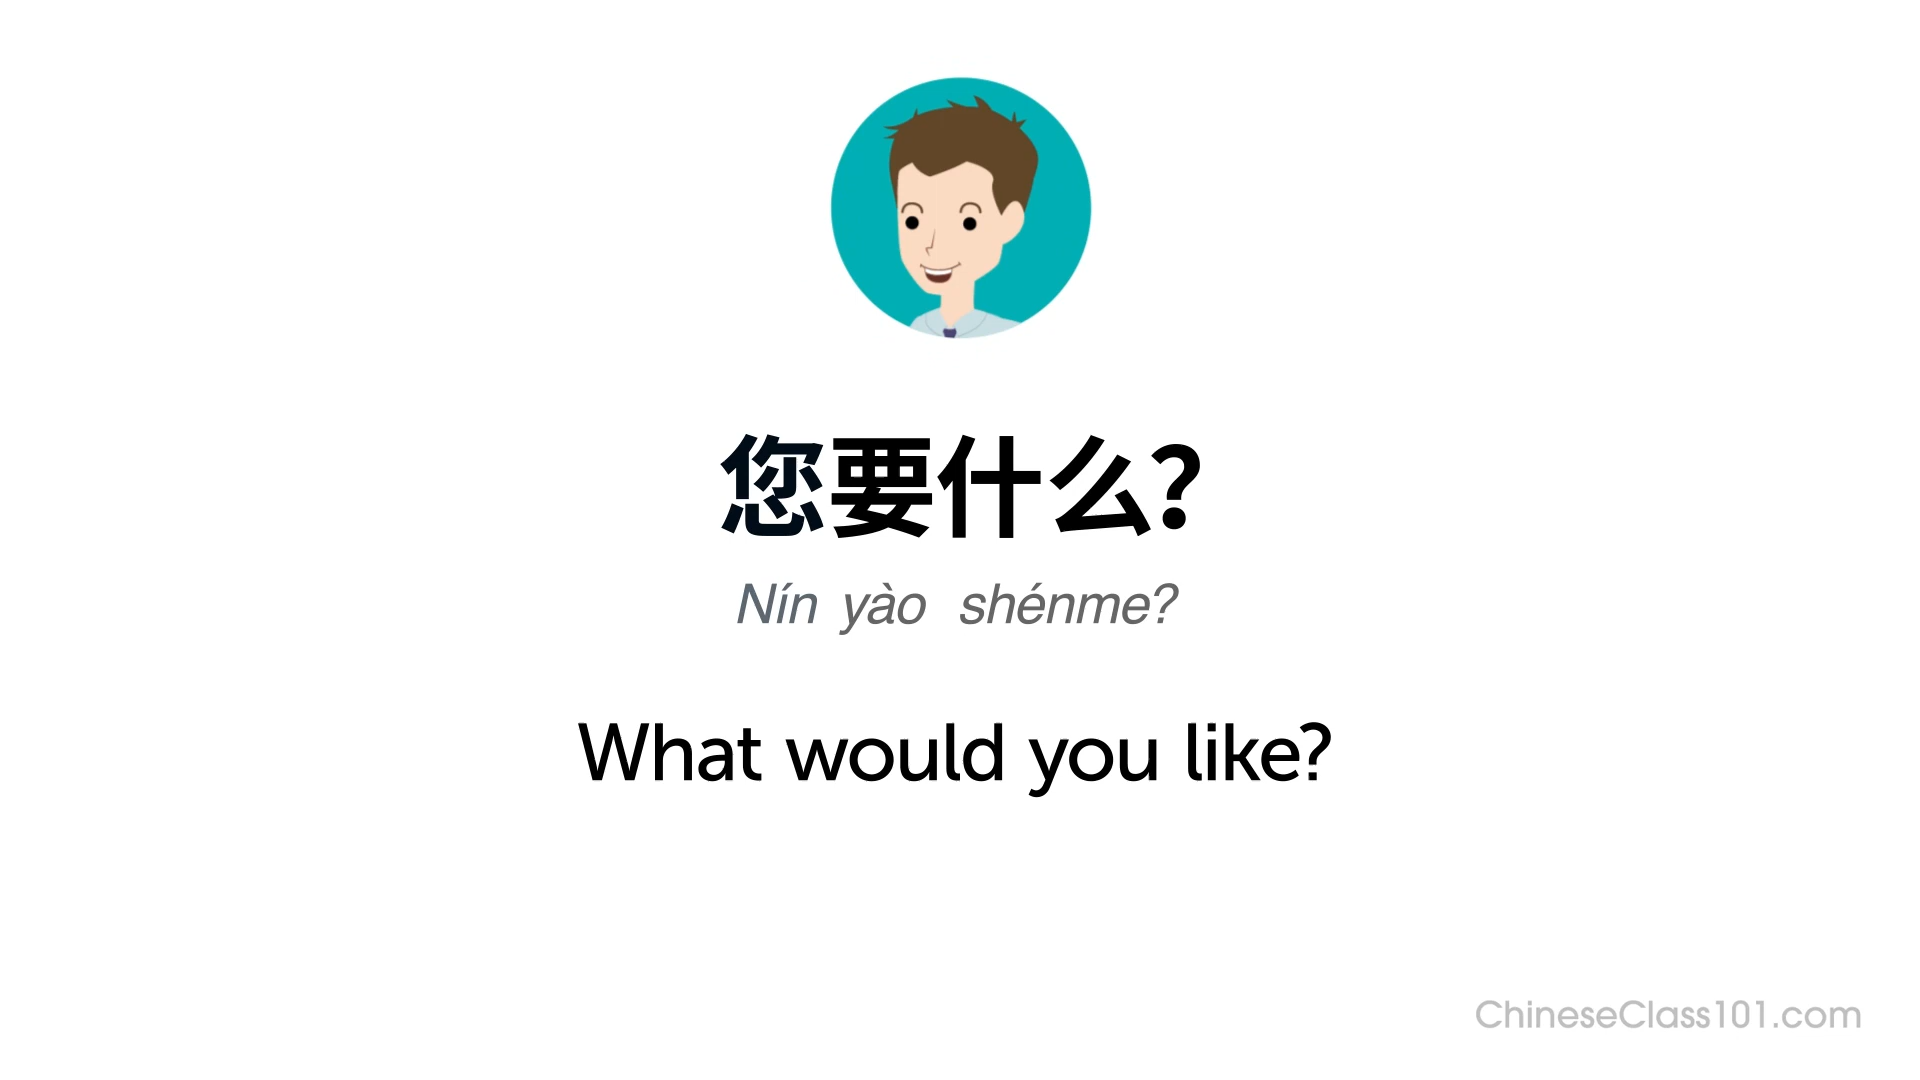 您要什么?
Nín yào shénme?
What would you like?
ChineseClass101.com